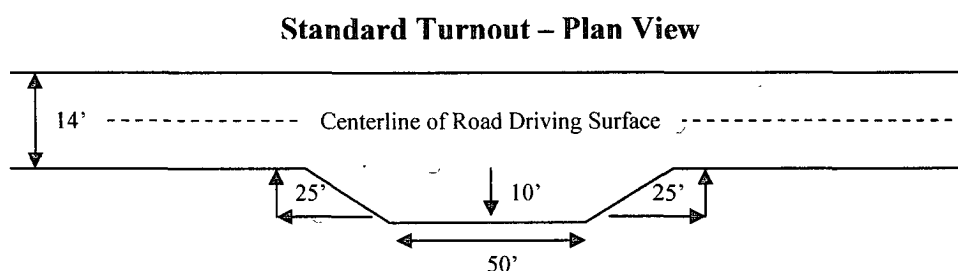 Standard Turnout – Plan View
14’
Centerline of Road Driving Surface
25’
10’
25’
50’